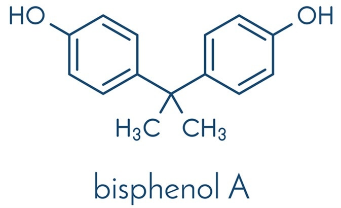 HO OH
H₃C CH₃
bisphenol A